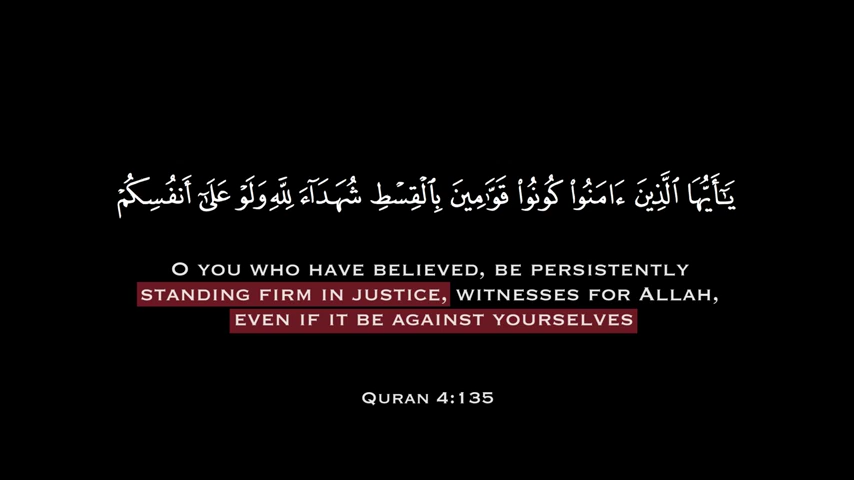 يَـٰٓأَيُّهَا ٱلَّذِينَ ءَامَنُوا۟ كُونُوا۟ قَوَّٰمِينَ بِٱلْقِسْطِ شُهَدَآءَ لِلَّهِ وَلَوْ عَلَىٰٓ أَنفُسِكُمْ
O YOU WHO HAVE BELIEVED, BE PERSISTENTLY
STANDING FIRM IN JUSTICE, WITNESSES FOR ALLAH,
EVEN IF IT BE AGAINST YOURSELVES
QURAN 4:135